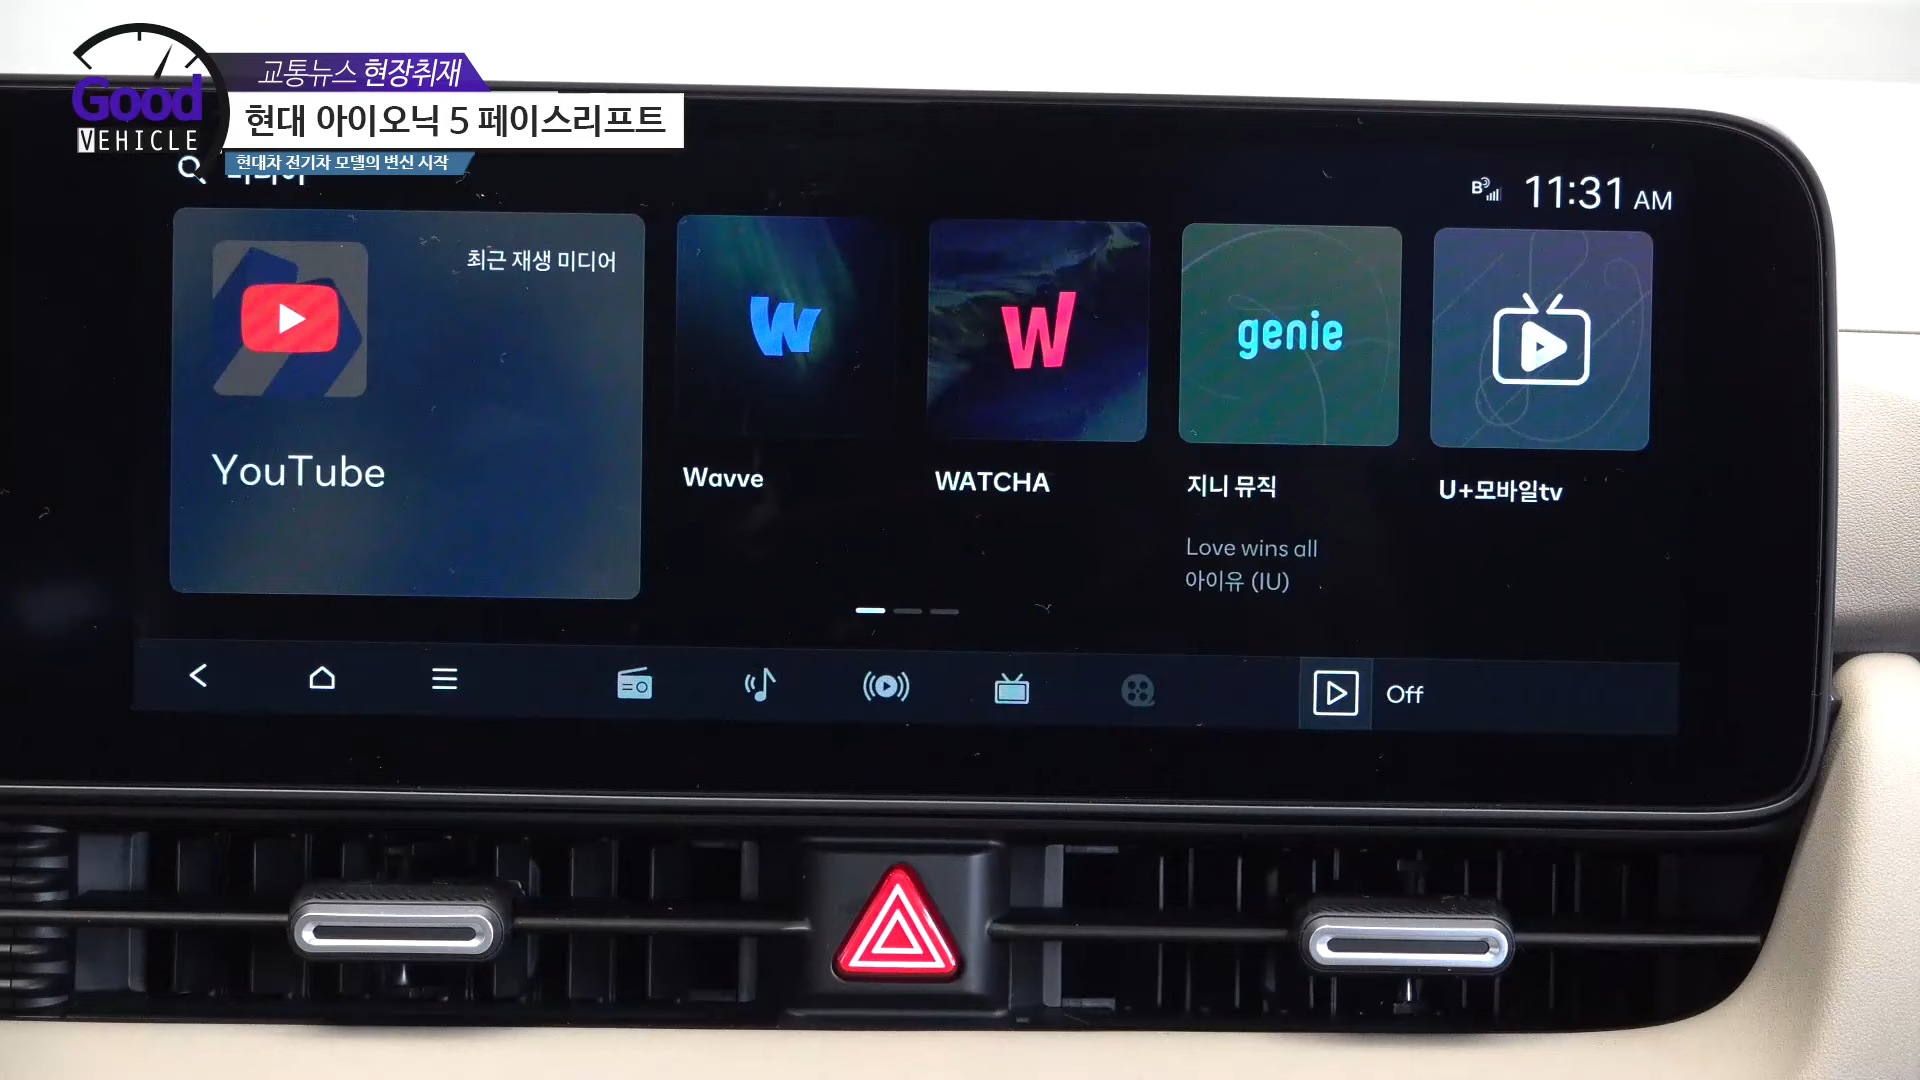 교통뉴스 현장취재
Good
VEHICLE
현대 아이오닉 5 페이스리프트
현대차 전기차 모델의 변신 시작
11:31 AM
최근 재생 미디어
YouTube
W
Wavve
W
WATCHA
genie
지니 뮤직
Love wins all
아이유 (IU)
U+모바일tv
Off